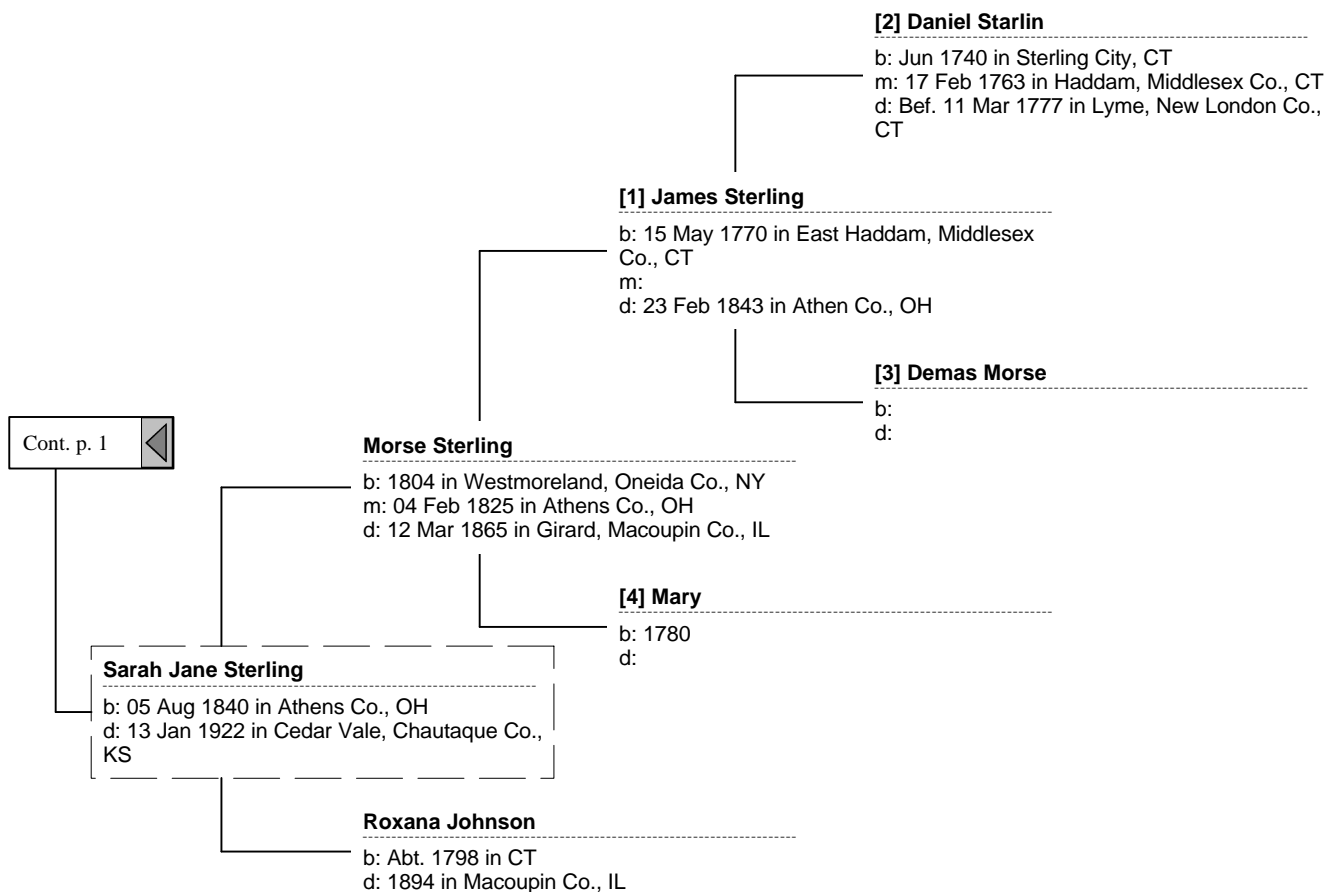 [2] Daniel Starlin
b: Jun 1740 in Sterling City, CT
m: 17 Feb 1763 in Haddam, Middlesex Co., CT
d: Bef. 11 Mar 1777 in Lyme, New London Co.,
CT
[1] James Sterling
b: 15 May 1770 in East Haddam, Middlesex
Co., CT
m:
d: 23 Feb 1843 in Athen Co., OH
[3] Demas Morse
b:
d:
Cont. p. 1
Morse Sterling
b: 1804 in Westmoreland, Oneida Co., NY
m: 04 Feb 1825 in Athens Co., OH
d: 12 Mar 1865 in Girard, Macoupin Co., IL
[4] Mary
b: 1780
d:
Sarah Jane Sterling
b: 05 Aug 1840 in Athens Co., OH
d: 13 Jan 1922 in Cedar Vale, Chautaque Co.,
KS
Roxana Johnson
b: Abt. 1798 in CT
d: 1894 in Macoupin Co., IL